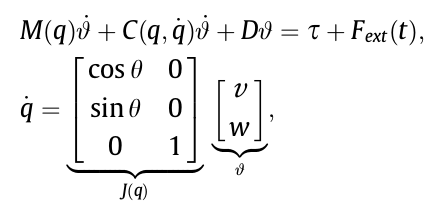 M(q)ϑ̇ + C(q, q̇)ϑ̇ + Dϑ = τ + F_ext(t),
q̇ = [cos θ 0; sin θ 0; 0 1] [v; w],
J(q) ϑ